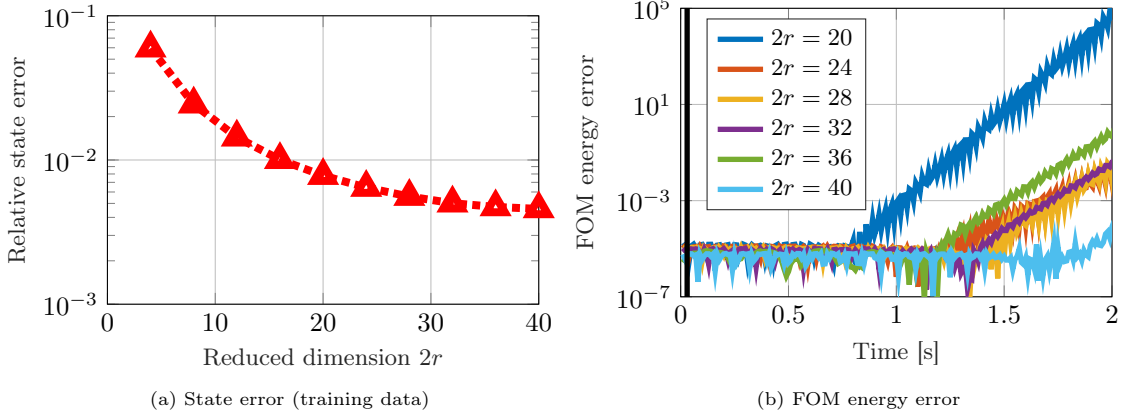 10^{-1}
10^{-2}
10^{-3}
Relative state error
0 10 20 30 40
Reduced dimension 2r
(a) State error (training data)
10^{5}
10^{1}
10^{-3}
10^{-7}
FOM energy error
2r = 20
2r = 24
2r = 28
2r = 32
2r = 36
2r = 40
0 0.5 1 1.5 2
Time [s]
(b) FOM energy error